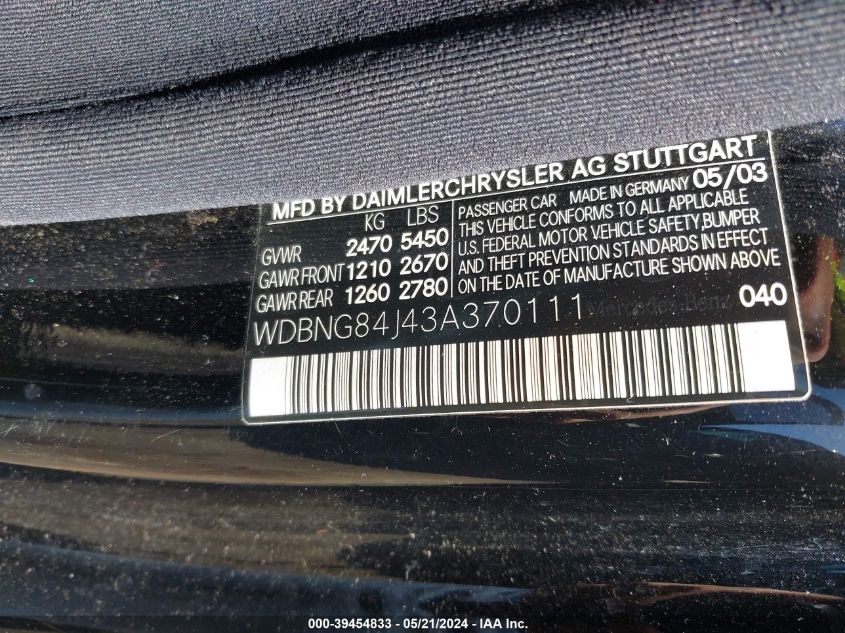 MFD BY DAIMLERCHRYSLER AG STUTTGART
KG LBS
GVWR 2470 5450
GAWR FRONT 1210 2670
GAWR REAR 1260 2780
PASSENGER CAR MADE IN GERMANY 05/03
THIS VEHICLE CONFORMS TO ALL APPLICABLE
U.S. FEDERAL MOTOR VEHICLE SAFETY,BUMPER
AND THEFT PREVENTION STANDARDS IN EFFECT
ON THE DATE OF MANUFACTURE SHOWN ABOVE
WDBNG84J43A370111 Mercedes-Benz 040
000-39454833 - 05/21/2024 - IAA Inc.